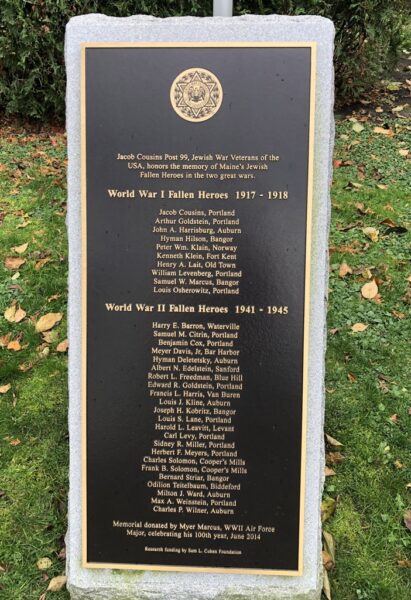 Jacob Cousins Post 99, Jewish War Veterans of the
USA, honors the memory of Maine's Jewish
Fallen Heroes in the two great wars.
World War I Fallen Heroes 1917 - 1918
Jacob Cousins, Portland
Arthur Goldstein, Portland
John A. Harrisburg, Auburn
Hyman Hilson, Bangor
Peter Wm. Klain, Norway
Kenneth Klein, Fort Kent
Henry A. Lait, Old Town
William Levenberg, Portland
Samuel W. Marcus, Bangor
Louis Osherowitz, Portland
World War II Fallen Heroes 1941 - 1945
Harry E. Barron, Waterville
Samuel M. Citrin, Portland
Benjamin Cox, Portland
Meyer Davis, Jr, Bar Harbor
Hyman Deletetsky, Auburn
Albert N. Edelstein, Sanford
Robert L. Freedman, Blue Hill
Edward R. Goldstein, Portland
Francis L. Harris, Van Buren
Louis J. Kline, Auburn
Joseph H. Kobritz, Bangor
Louis S. Lane, Portland
Harold L. Leavitt, Levant
Carl Levy, Portland
Sidney R. Miller, Portland
Herbert F. Meyers, Portland
Charles Solomon, Cooper's Mills
Frank B. Solomon, Cooper's Mills
Bernard Striar, Bangor
Odilion Teitelbaum, Biddeford
Milton J. Ward, Auburn
Max A. Weinstein, Portland
Charles P. Wilner, Auburn
Memorial donated by Myer Marcus, WWII Air Force
Major, celebrating his 100th year, June 2014
Research funding by Sam L. Cohen Foundation